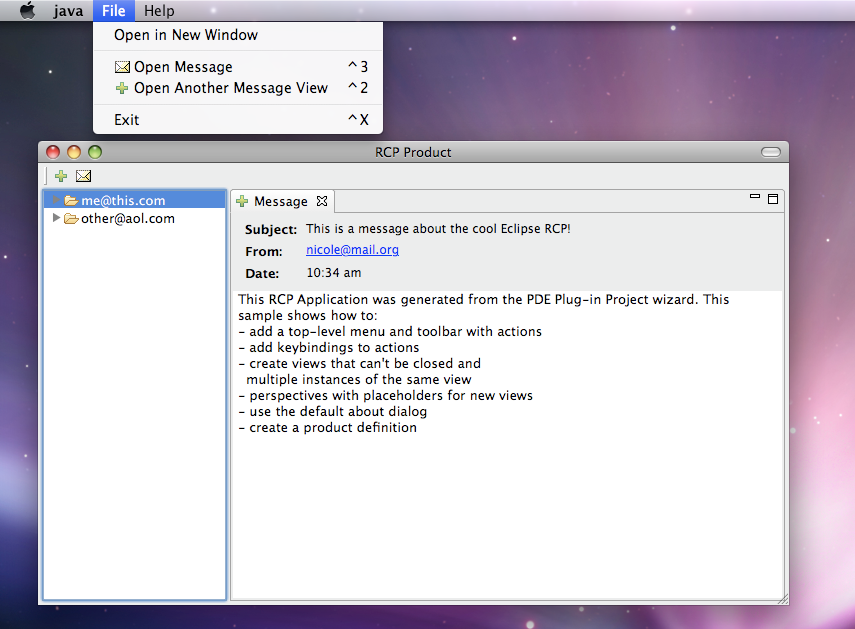 java File Help
Open in New Window
Open Message ^3
Open Another Message View ^2
Exit ^X
RCP Product
me@this.com
other@aol.com
Message
Subject: This is a message about the cool Eclipse RCP!
From: nicole@mail.org
Date: 10:34 am
This RCP Application was generated from the PDE Plug-in Project wizard. This
sample shows how to:
- add a top-level menu and toolbar with actions
- add keybindings to actions
- create views that can't be closed and
multiple instances of the same view
- perspectives with placeholders for new views
- use the default about dialog
- create a product definition